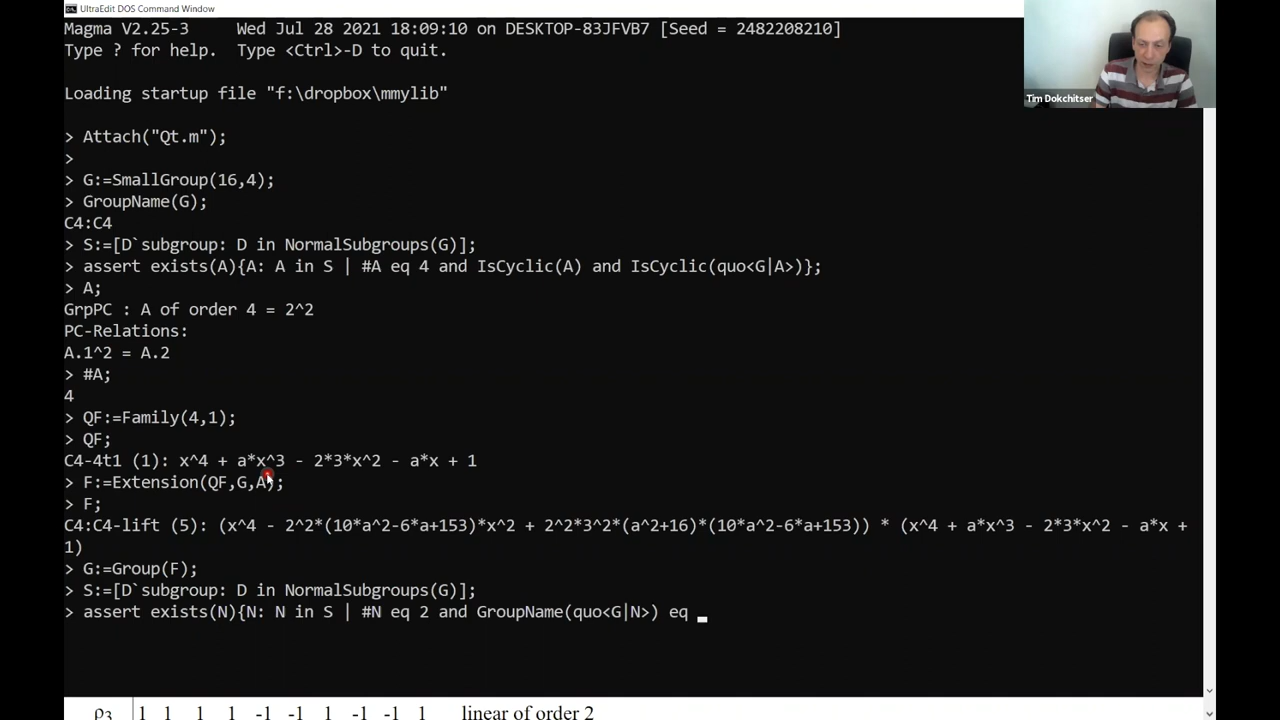 UltraEdit DOS Command Window
Magma V2.25-3     Wed Jul 28 2021 18:09:10 on DESKTOP-83JFVB7 [Seed = 2482208210]
Type ? for help.  Type <Ctrl>-D to quit.
Tim Dokchitser
Loading startup file "f:\dropbox\mmylib"
> Attach("Qt.m");
>
> G:=SmallGroup(16,4);
> GroupName(G);
C4:C4
> S:=[D`subgroup: D in NormalSubgroups(G)];
> assert exists(A){A: A in S | #A eq 4 and IsCyclic(A) and IsCyclic(quo<G|A>)};
> A;
GrpPC : A of order 4 = 2^2
PC-Relations:
A.1^2 = A.2
> #A;
4
> QF:=Family(4,1);
> QF;
C4-4t1 (1): x^4 + a*x^3 - 2*3*x^2 - a*x + 1
> F:=Extension(QF,G,A);
> F;
C4:C4-lift (5): (x^4 - 2^2*(10*a^2-6*a+153)*x^2 + 2^2*3^2*(a^2+16)*(10*a^2-6*a+153)) * (x^4 + a*x^3 - 2*3*x^2 - a*x +
1)
> G:=Group(F);
> S:=[D`subgroup: D in NormalSubgroups(G)];
> assert exists(N){N: N in S | #N eq 2 and GroupName(quo<G|N>) eq _
ρ3 1 1 1 1 -1 -1 1 -1 -1 1 linear of order 2